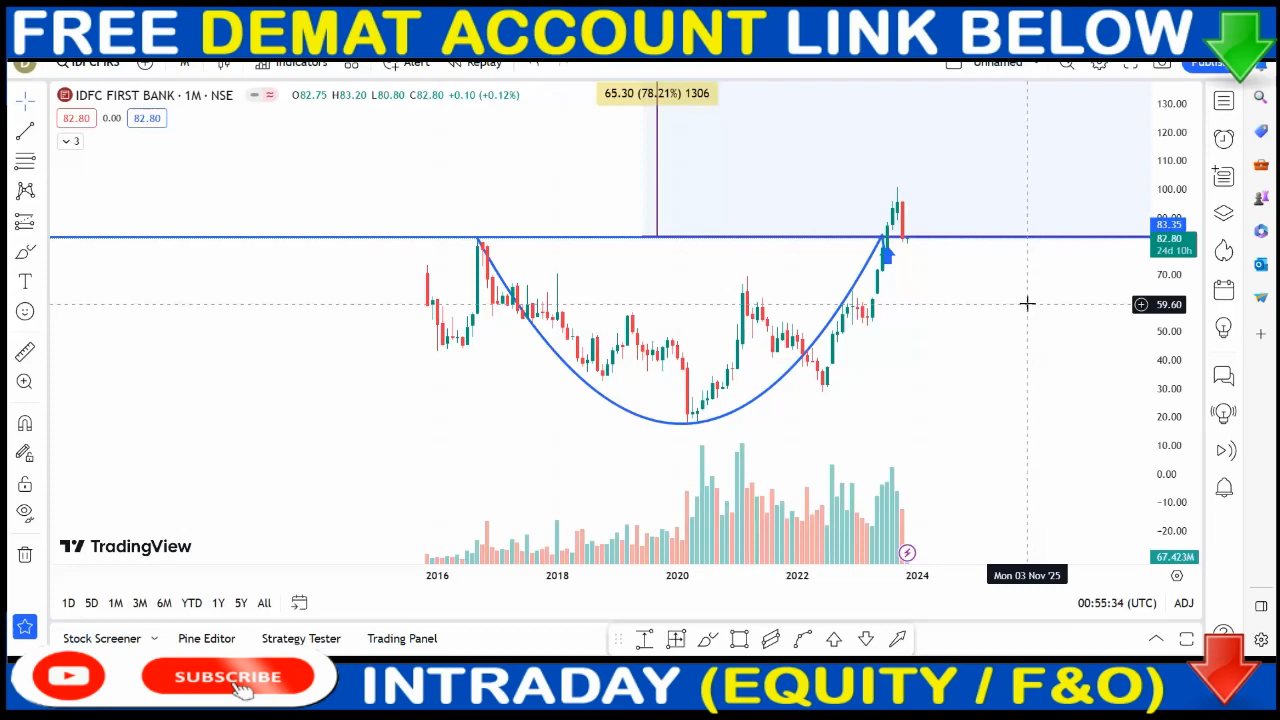 FREE DEMAT ACCOUNT LINK BELOW
Indicators
Alert
Replay
Unnamed
IDFC FIRST BANK · 1M · NSE
O82.75 H83.20 L80.80 C82.80 +0.10 (+0.12%)
82.80 0.00 82.80
3
65.30 (78.21%) 1306
130.00
120.00
110.00
100.00
83.35
82.80
24d 10h
70.00
59.60
50.00
40.00
30.00
20.00
10.00
0.00
−10.00
−20.00
67.423M
TradingView
2016 2018 2020 2022 2024
Mon 03 Nov '25
1D 5D 1M 3M 6M YTD 1Y 5Y All
00:55:34 (UTC) ADJ
Stock Screener Pine Editor Strategy Tester Trading Panel
SUBSCRIBE
INTRADAY (EQUITY / F&O)